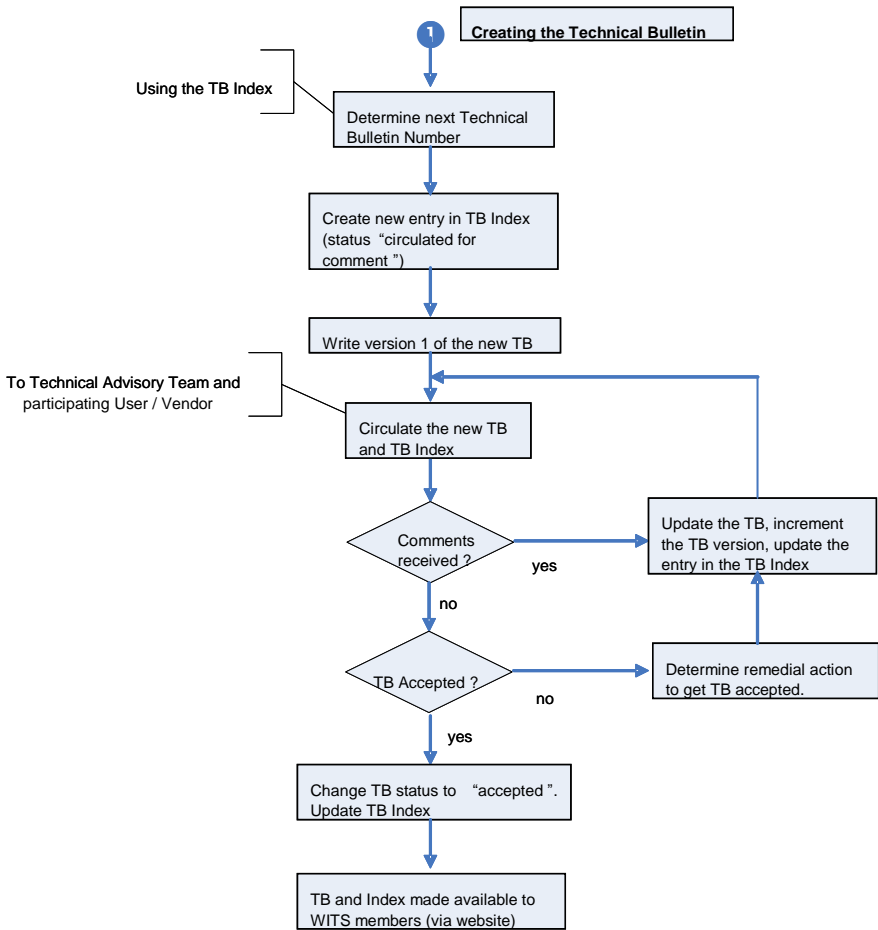 1
Creating the Technical Bulletin
Using the TB Index
Determine next Technical
Bulletin Number
Create new entry in TB Index
(status “circulated for
comment ”)
Write version 1 of the new TB
To Technical Advisory Team and
participating User / Vendor
Circulate the new TB
and TB Index
Comments
received ?
yes
Update the TB, increment
the TB version, update the
entry in the TB Index
no
TB Accepted ?
no
Determine remedial action
to get TB accepted.
yes
Change TB status to “accepted ”.
Update TB Index
TB and Index made available to
WITS members (via website)